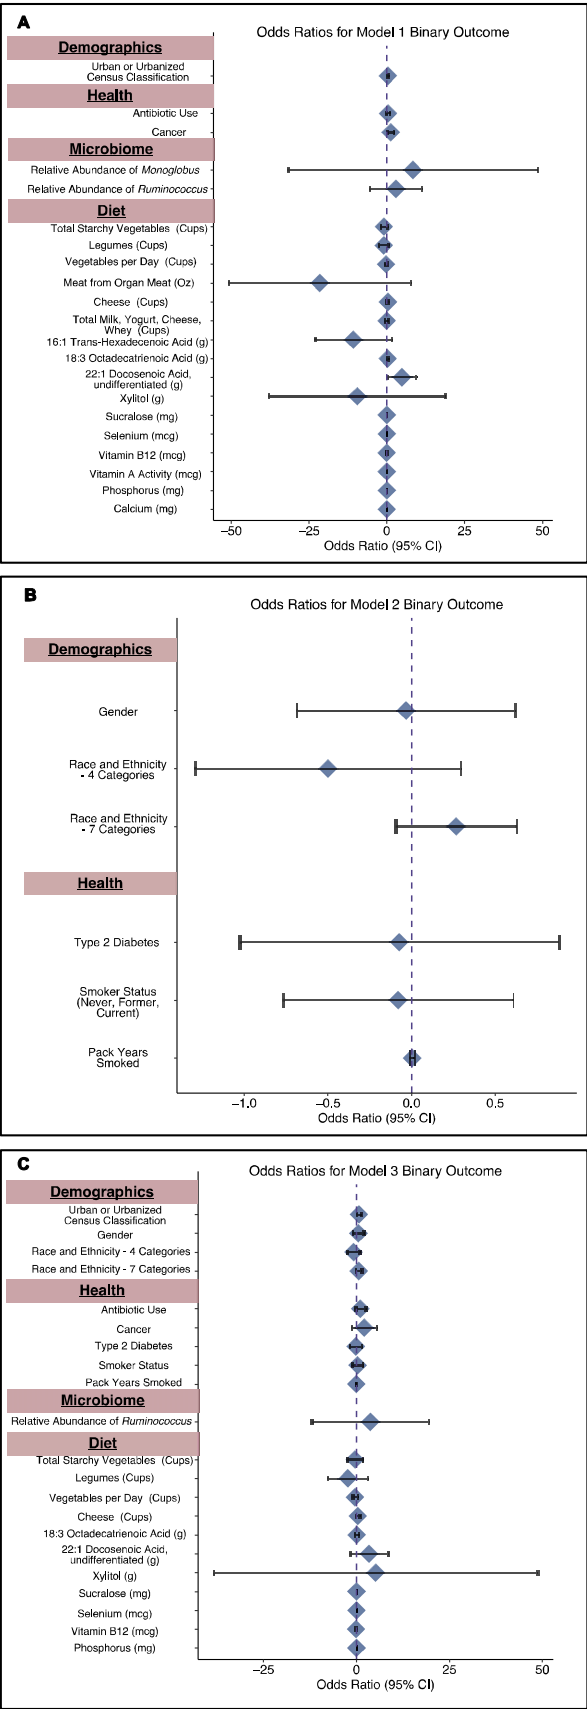 A
Odds Ratios for Model 1 Binary Outcome
Demographics
Urban or Urbanized
Census Classification
Health
Antibiotic Use
Cancer
Microbiome
Relative Abundance of Monoglobus
Relative Abundance of Ruminococcus
Diet
Total Starchy Vegetables (Cups)
Legumes (Cups)
Vegetables per Day (Cups)
Meat from Organ Meat (Oz)
Cheese (Cups)
Total Milk, Yogurt, Cheese,
Whey (Cups)
16:1 Trans-Hexadecenoic Acid (g)
18:3 Octadecatrienoic Acid (g)
22:1 Docosenoic Acid,
undifferentiated (g)
Xylitol (g)
Sucralose (mg)
Selenium (mcg)
Vitamin B12 (mcg)
Vitamin A Activity (mcg)
Phosphorus (mg)
Calcium (mg)
−50 −25 0 25 50
Odds Ratio (95% CI)
B
Odds Ratios for Model 2 Binary Outcome
Demographics
Gender
Race and Ethnicity
- 4 Categories
Race and Ethnicity
- 7 Categories
Health
Type 2 Diabetes
Smoker Status
(Never, Former,
Current)
Pack Years
Smoked
−1.0 −0.5 0.0 0.5
Odds Ratio (95% CI)
C
Odds Ratios for Model 3 Binary Outcome
Demographics
Urban or Urbanized
Census Classification
Gender
Race and Ethnicity - 4 Categories
Race and Ethnicity - 7 Categories
Health
Antibiotic Use
Cancer
Type 2 Diabetes
Smoker Status
Pack Years Smoked
Microbiome
Relative Abundance of Ruminococcus
Diet
Total Starchy Vegetables (Cups)
Legumes (Cups)
Vegetables per Day (Cups)
Cheese (Cups)
18:3 Octadecatrienoic Acid (g)
22:1 Docosenoic Acid,
undifferentiated (g)
Xylitol (g)
Sucralose (mg)
Selenium (mcg)
Vitamin B12 (mcg)
Phosphorus (mg)
−25 0 25 50
Odds Ratio (95% CI)